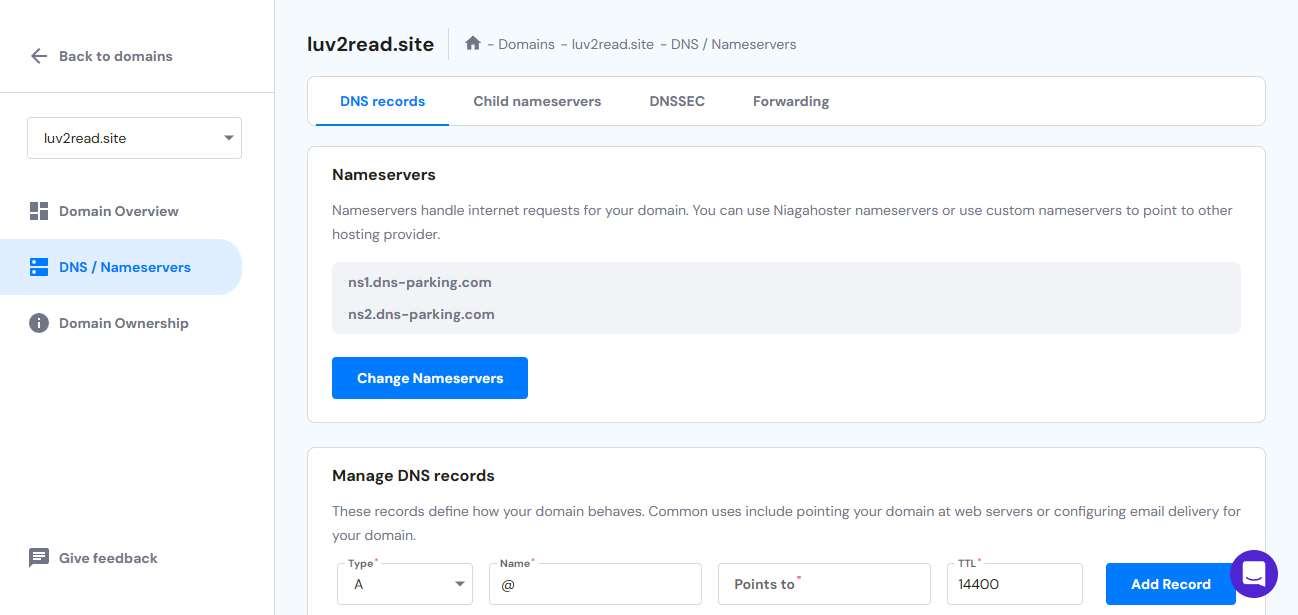 Back to domains
luv2read.site
Domain Overview
DNS / Nameservers
Domain Ownership
Give feedback
luv2read.site
- Domains - luv2read.site - DNS / Nameservers
DNS records Child nameservers DNSSEC Forwarding
Nameservers
Nameservers handle internet requests for your domain. You can use Niagahoster nameservers or use custom nameservers to point to other
hosting provider.
ns1.dns-parking.com
ns2.dns-parking.com
Change Nameservers
Manage DNS records
These records define how your domain behaves. Common uses include pointing your domain at web servers or configuring email delivery for
your domain.
Type* Name* TTL*
A @ Points to* 14400 Add Record